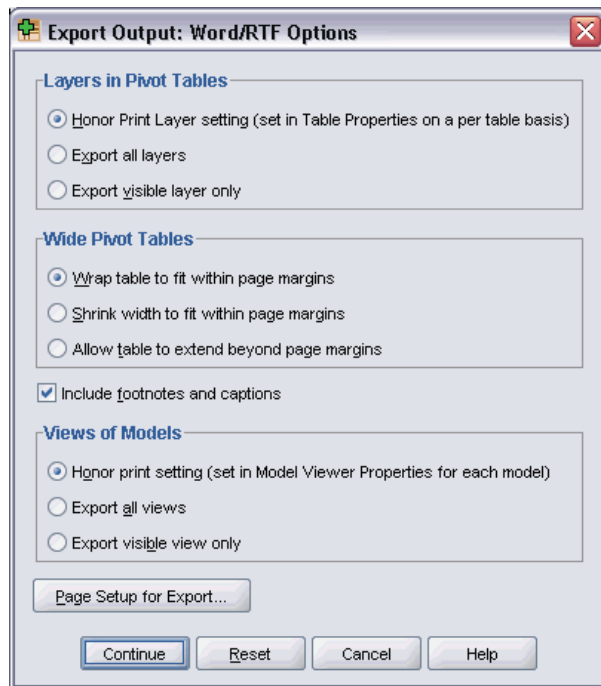 Export Output: Word/RTF Options
Layers in Pivot Tables
Honor Print Layer setting (set in Table Properties on a per table basis)
Export all layers
Export visible layer only
Wide Pivot Tables
Wrap table to fit within page margins
Shrink width to fit within page margins
Allow table to extend beyond page margins
Include footnotes and captions
Views of Models
Honor print setting (set in Model Viewer Properties for each model)
Export all views
Export visible view only
Page Setup for Export...
Continue Reset Cancel Help